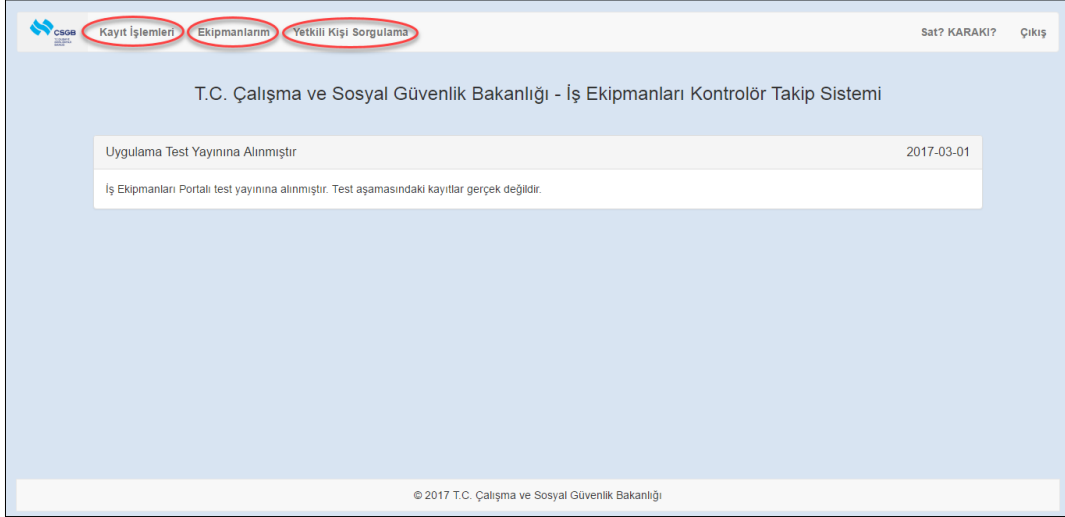 ÇSGB
Kayıt İşlemleri Ekipmanlarım Yetkili Kişi Sorgulama Sat? KARAKI? Çıkış
T.C. Çalışma ve Sosyal Güvenlik Bakanlığı - İş Ekipmanları Kontrolör Takip Sistemi
Uygulama Test Yayınına Alınmıştır 2017-03-01
İş Ekipmanları Portalı test yayınına alınmıştır. Test aşamasındaki kayıtlar gerçek değildir.
© 2017 T.C. Çalışma ve Sosyal Güvenlik Bakanlığı